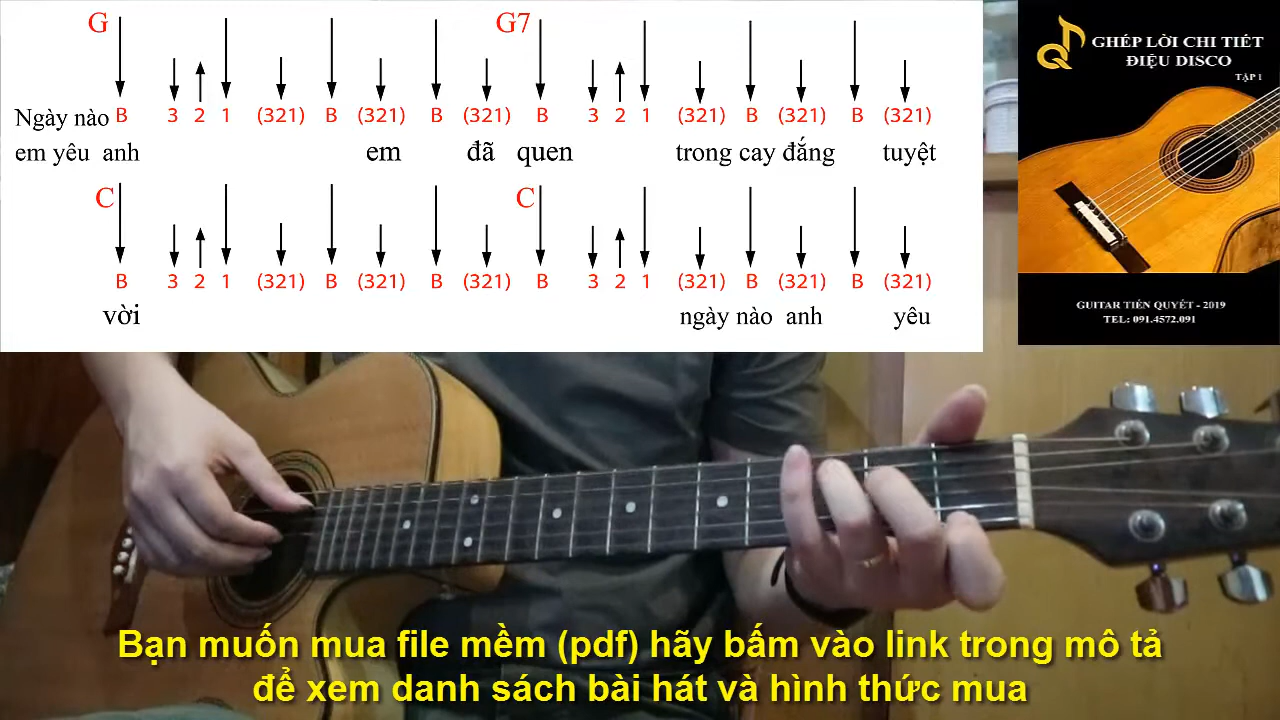 G G7
B 3 2 1 (321) B (321) B (321) B 3 2 1 (321) B (321) B (321)
Ngày nào
em yêu anh em đã quen trong cay đắng tuyệt
C C
B 3 2 1 (321) B (321) B (321) B 3 2 1 (321) B (321) B (321)
vời ngày nào anh yêu
GHÉP LỜI CHI TIẾT
ĐIỆU DISCO
TẬP 1
GUITAR TIẾN QUYẾT - 2019
TEL: 091.4572.091
Bạn muốn mua file mềm (pdf) hãy bấm vào link trong mô tả
để xem danh sách bài hát và hình thức mua